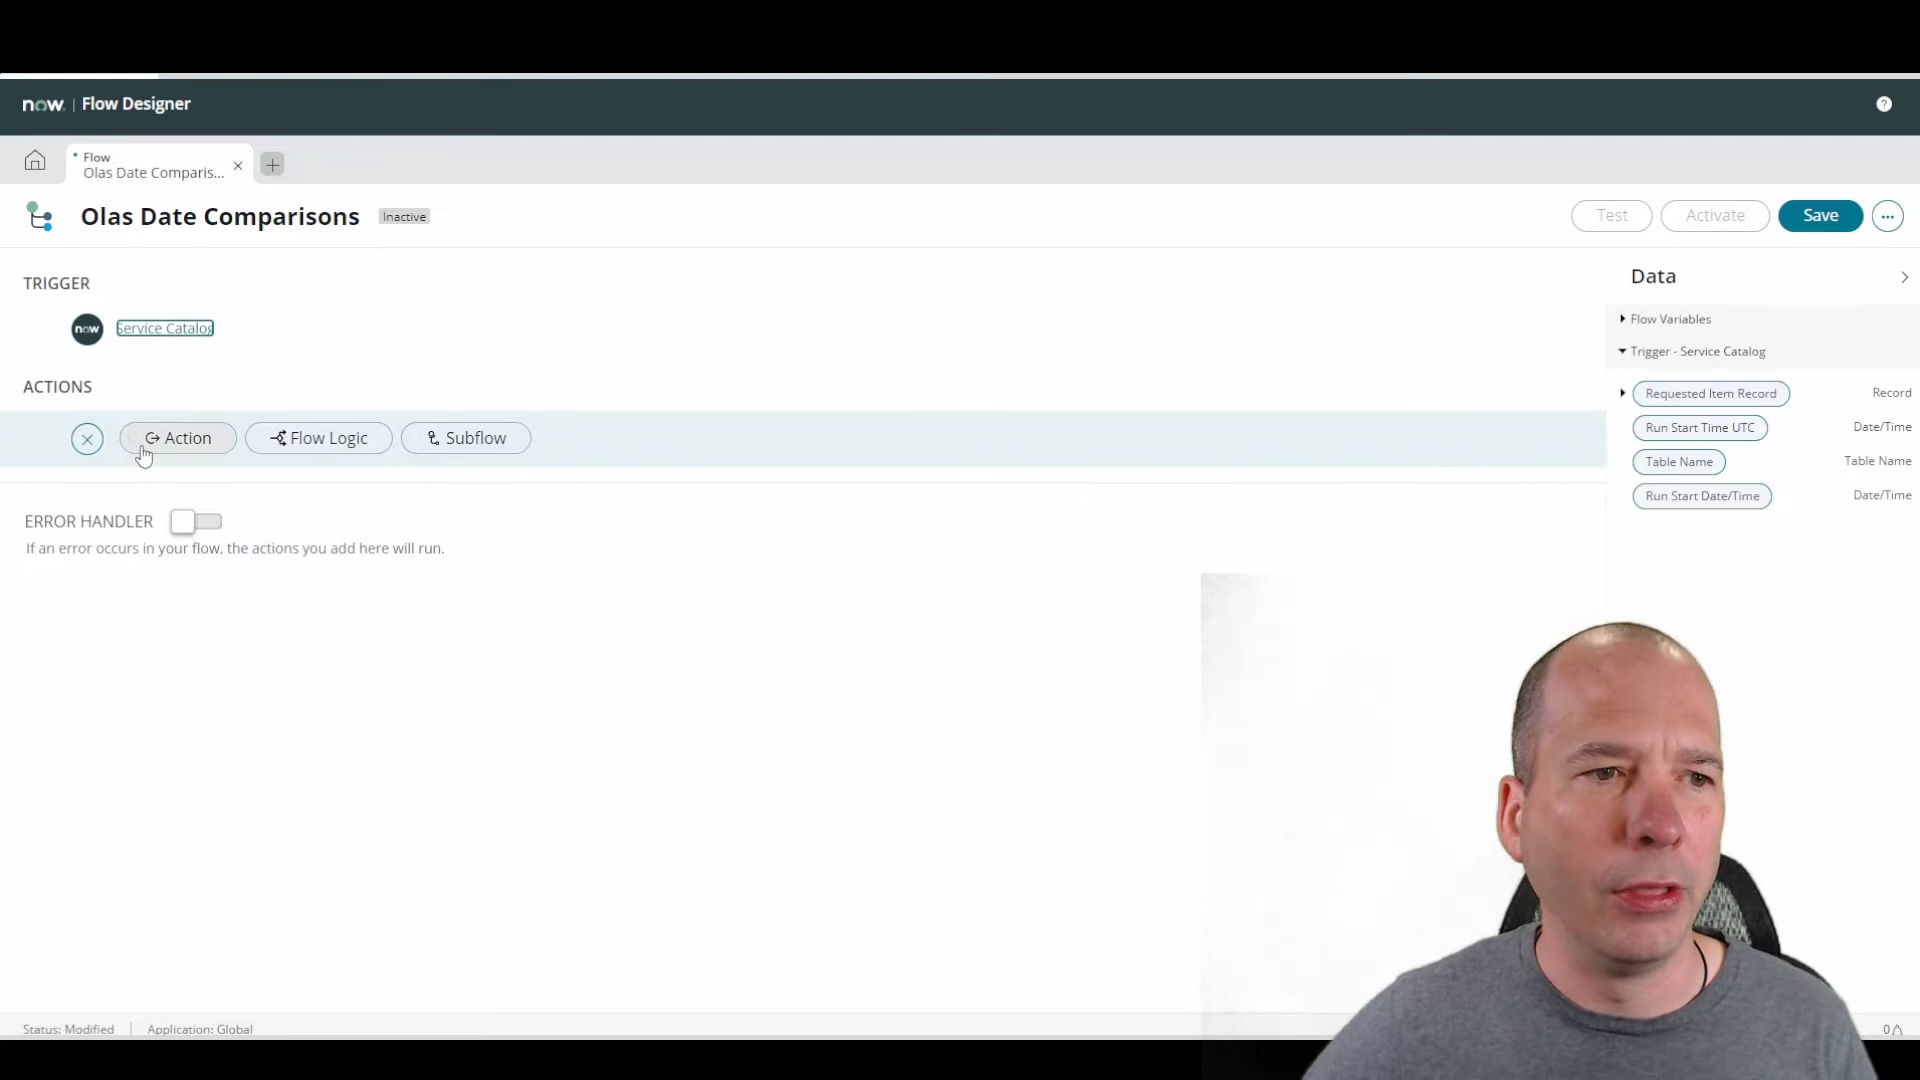 now. | Flow Designer
?
Flow
Olas Date Comparis...
Olas Date Comparisons
Inactive
Test
Activate
Save
TRIGGER
now
Service Catalog
ACTIONS
Action
Flow Logic
Subflow
ERROR HANDLER
If an error occurs in your flow, the actions you add here will run.
Data
Flow Variables
Trigger - Service Catalog
Requested Item Record Record
Run Start Time UTC Date/Time
Table Name Table Name
Run Start Date/Time Date/Time
Status: Modified | Application: Global
0